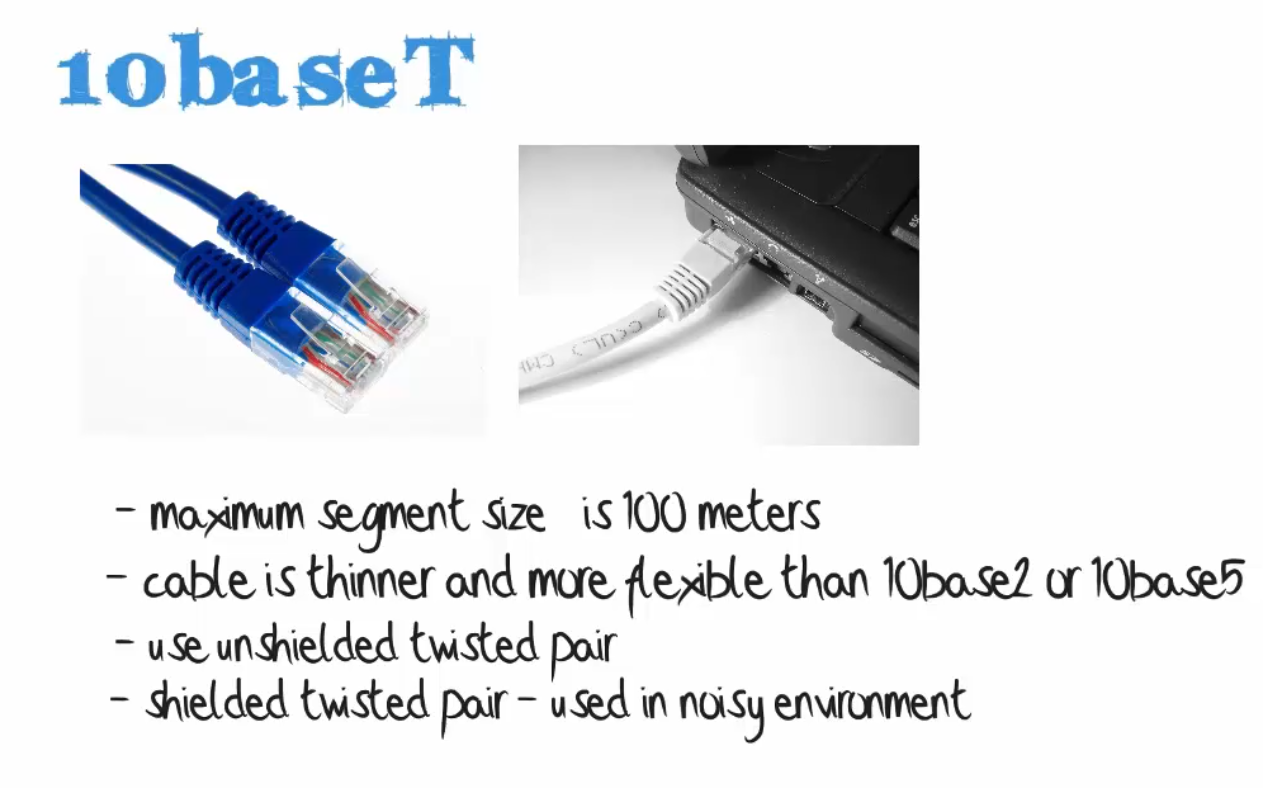 10baseT
- maximum segment size is 100 meters
- cable is thinner and more flexible than 10base2 or 10base5
- use unshielded twisted pair
- shielded twisted pair - used in noisy environment